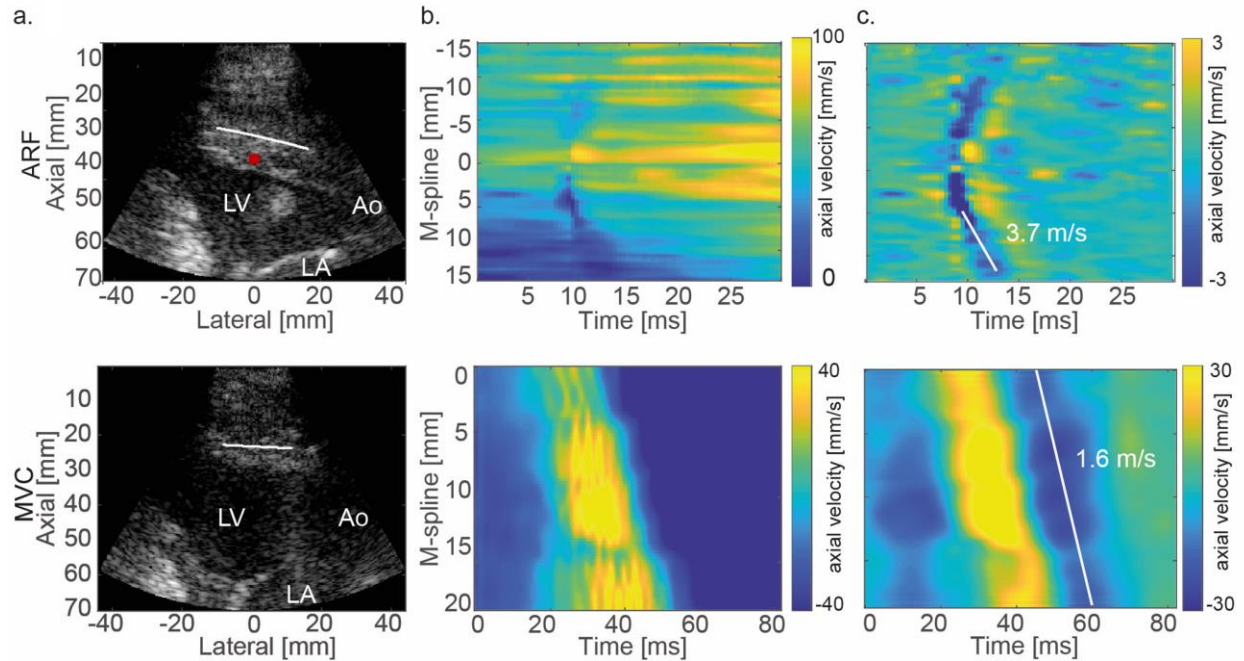 a.
b.
c.
ARF
Axial [mm]
10
20
30
40
50
60
70
LV
Ao
LA
-40
-20
0
20
40
Lateral [mm]
M-spline [mm]
-15
10
-5
0
5
10
15
5
10
15
20
25
Time [ms]
100
0
axial velocity [mm/s]
3.7 m/s
5
10
15
20
25
Time [ms]
3
-3
axial velocity [mm/s]
MVC
Axial [mm]
10
20
30
40
50
60
70
LV
Ao
LA
-40
-20
0
20
40
Lateral [mm]
M-spline [mm]
0
5
10
15
20
0
20
40
60
80
Time [ms]
40
-40
axial velocity [mm/s]
1.6 m/s
0
20
40
60
80
Time [ms]
30
-30
axial velocity [mm/s]